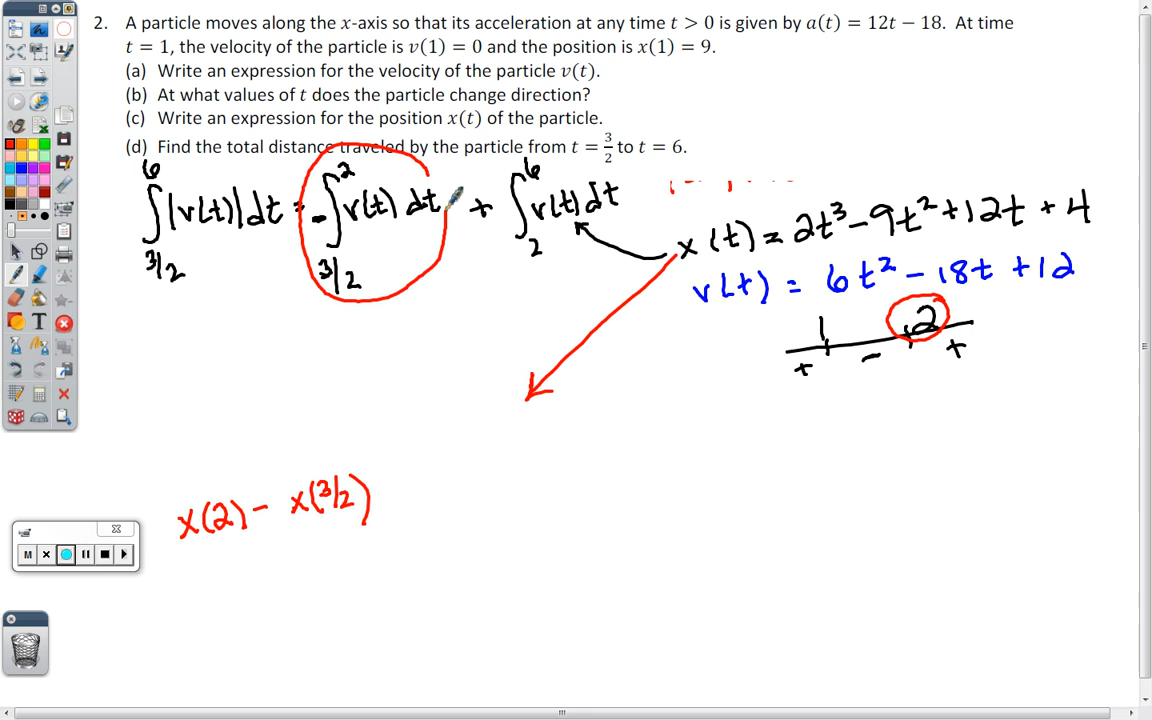 2. A particle moves along the x-axis so that its acceleration at any time t > 0 is given by a(t) = 12t − 18. At time
t = 1, the velocity of the particle is v(1) = 0 and the position is x(1) = 9.
(a) Write an expression for the velocity of the particle v(t).
(b) At what values of t does the particle change direction?
(c) Write an expression for the position x(t) of the particle.
(d) Find the total distance traveled by the particle from t = 3/2 to t = 6.
∫_{3/2}^{6} |v(t)| dt = -∫_{3/2}^{2} v(t) dt + ∫_{2}^{6} v(t) dt
x(t) = 2t³ - 9t² + 12t + 4
v(t) = 6t² - 18t + 12
1 2
+ - +
x(2) - x(3/2)
T
M